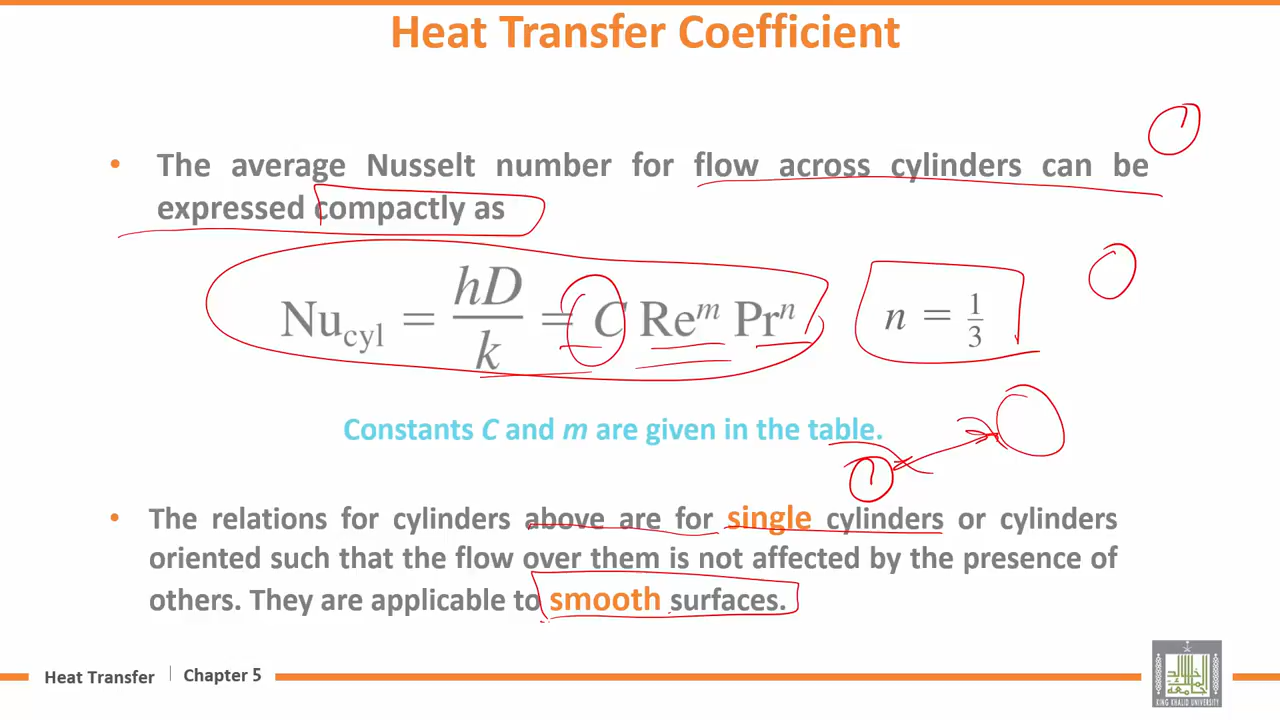 Heat Transfer Coefficient
• The average Nusselt number for flow across cylinders can be
expressed compactly as
Nu_cyl = hD/k = C Re^m Pr^n    n = 1/3
Constants C and m are given in the table.
• The relations for cylinders above are for single cylinders or cylinders
oriented such that the flow over them is not affected by the presence of
others. They are applicable to smooth surfaces.
Heat Transfer | Chapter 5
KING KHALID UNIVERSITY